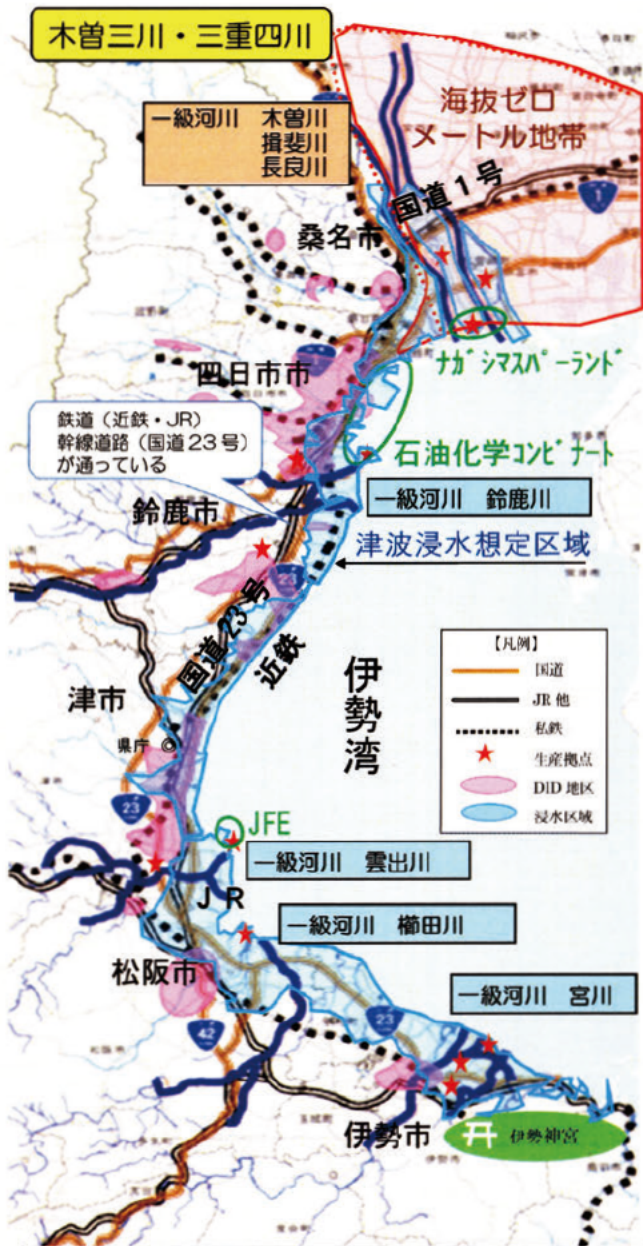 木曽三川・三重四川
一級河川　木曽川
揖斐川
長良川
海抜ゼロ
メートル地帯
国道1号
1
桑名市
ナガシマスパーランド
四日市市
鉄道（近鉄・JR）
幹線道路（国道23号）
が通っている
石油化学コンビナート
一級河川　鈴鹿川
鈴鹿市
津波浸水想定区域
23
国道23号
近鉄
伊勢湾
【凡例】
国道
JR他
私鉄
生産拠点
DID地区
浸水区域
津市
県庁
23
JFE
一級河川　雲出川
JR
一級河川　櫛田川
松阪市
一級河川　宮川
23
42
伊勢市
伊勢神宮